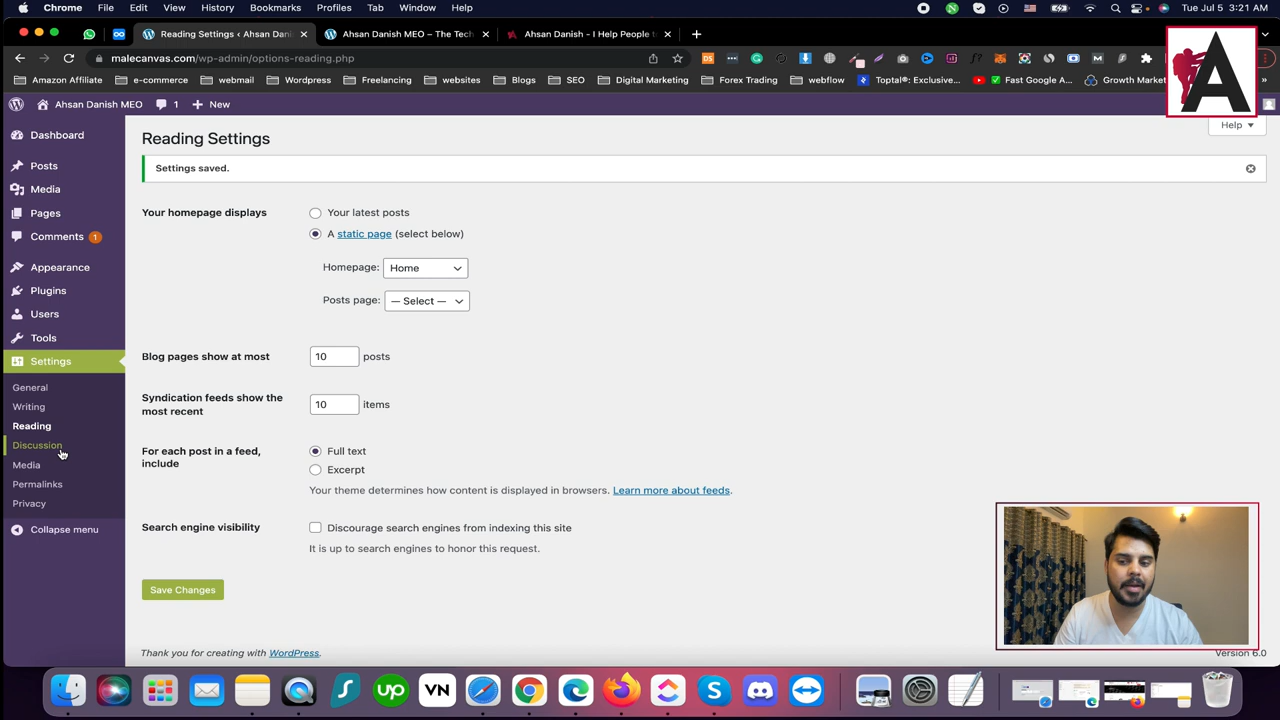 Chrome File Edit View History Bookmarks Profiles Tab Window Help Tue Jul 5 3:21 AM
Reading Settings ‹ Ahsan Dani Ahsan Danish MEO – The Tech Ahsan Danish - I Help People t
malecanvas.com/wp-admin/options-reading.php
Amazon Affiliate e-commerce webmail Wordpress Freelancing websites Blogs SEO Digital Marketing Forex Trading webflow Toptal®: Exclusive... Fast Google A... Growth Market
A
Ahsan Danish MEO 1 + New
Help
Dashboard
Posts
Media
Pages
Comments 1
Appearance
Plugins
Users
Tools
Settings
General
Writing
Reading
Discussion
Media
Permalinks
Privacy
Collapse menu
Reading Settings
Settings saved.
Your homepage displays
Your latest posts
A static page (select below)
Homepage: Home
Posts page: — Select —
Blog pages show at most 10 posts
Syndication feeds show the most recent 10 items
For each post in a feed, include
Full text
Excerpt
Your theme determines how content is displayed in browsers. Learn more about feeds.
Search engine visibility
Discourage search engines from indexing this site
It is up to search engines to honor this request.
Save Changes
Thank you for creating with WordPress.
Version 6.0
up
VN